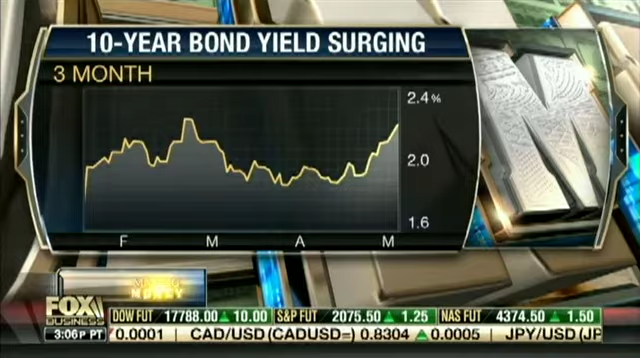 10-YEAR BOND YIELD SURGING
3 MONTH
2.4%
2.0
1.6
F M A M
MONEY
FOX
BUSINESS
3:06P PT
DOW FUT 17788.00 ▲ 10.00 S&P FUT 2075.50 ▲ 1.25 NAS FUT 4374.50 ▲ 1.50
0.0001 CAD/USD (CADUSD=) 0.8304 ▲ 0.0005 JPY/USD (JP